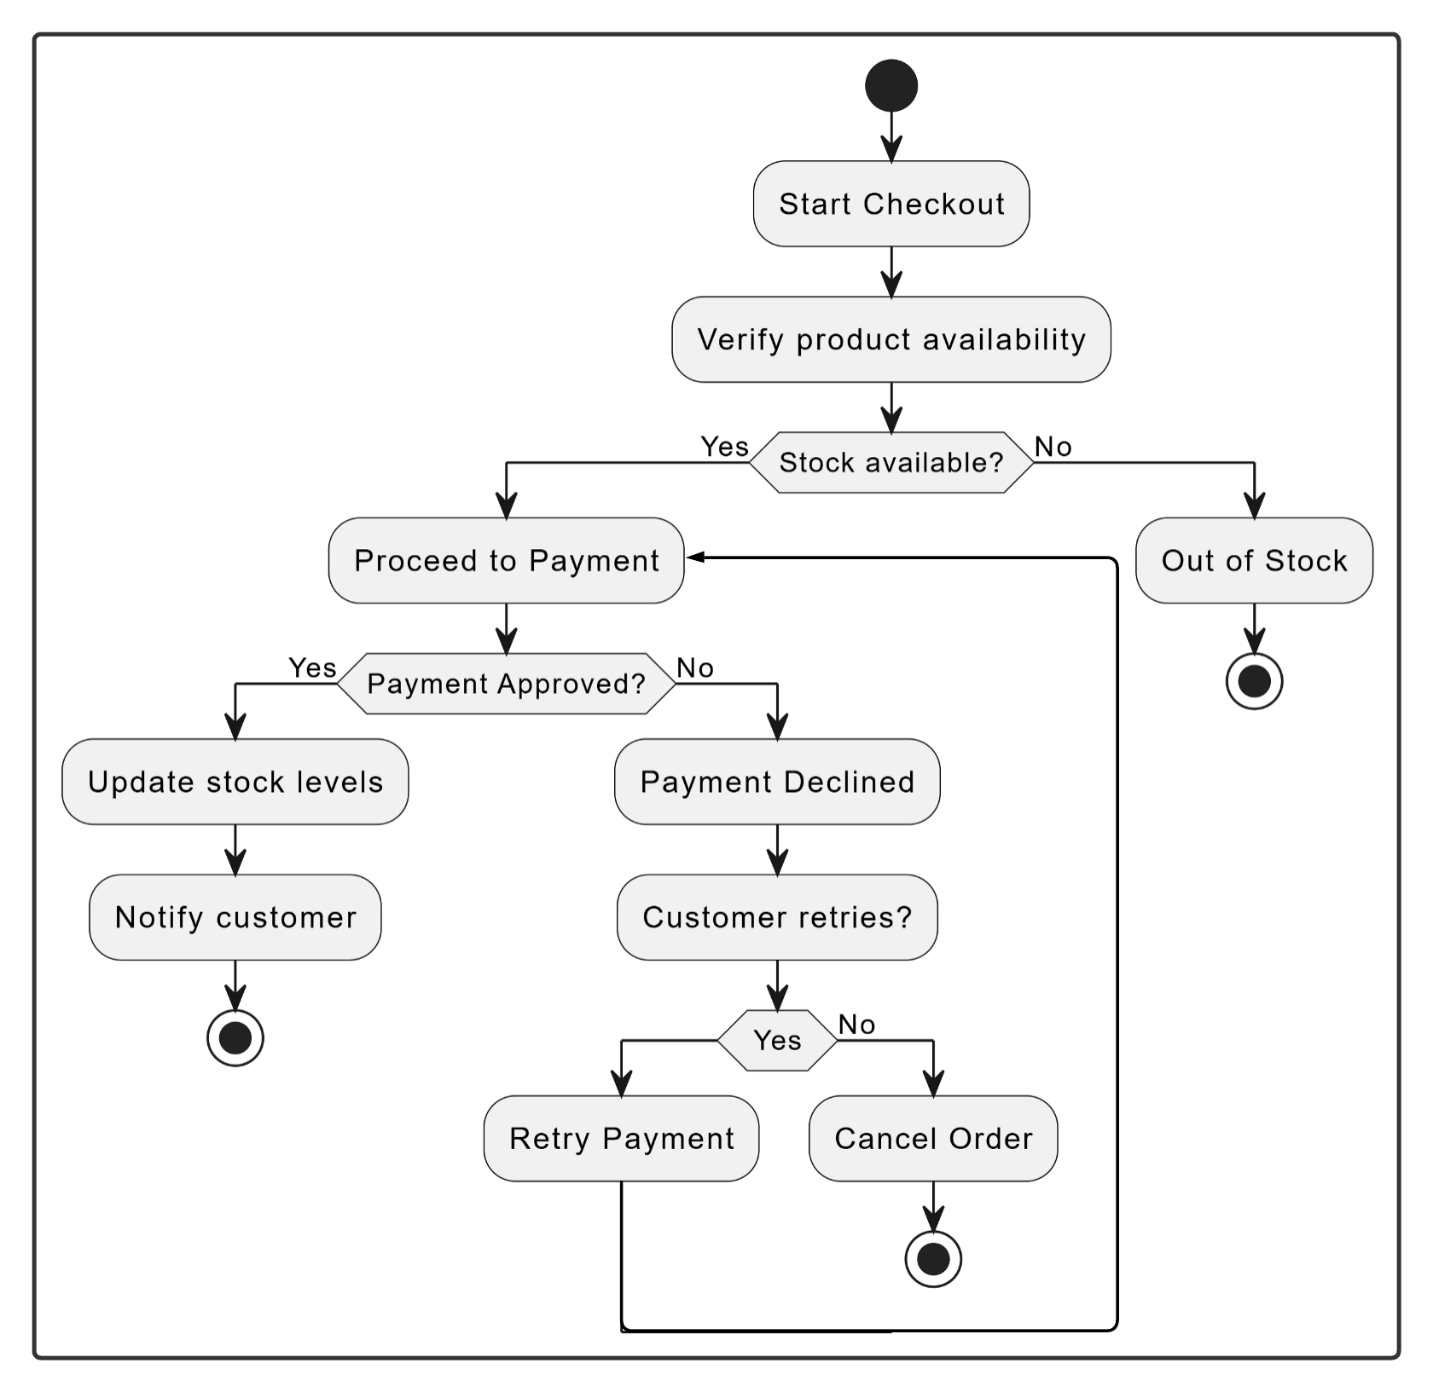 Start Checkout
Verify product availability
Yes
Stock available?
No
Proceed to Payment
Out of Stock
Yes
Payment Approved?
No
Update stock levels
Payment Declined
Notify customer
Customer retries?
Yes
No
Retry Payment
Cancel Order